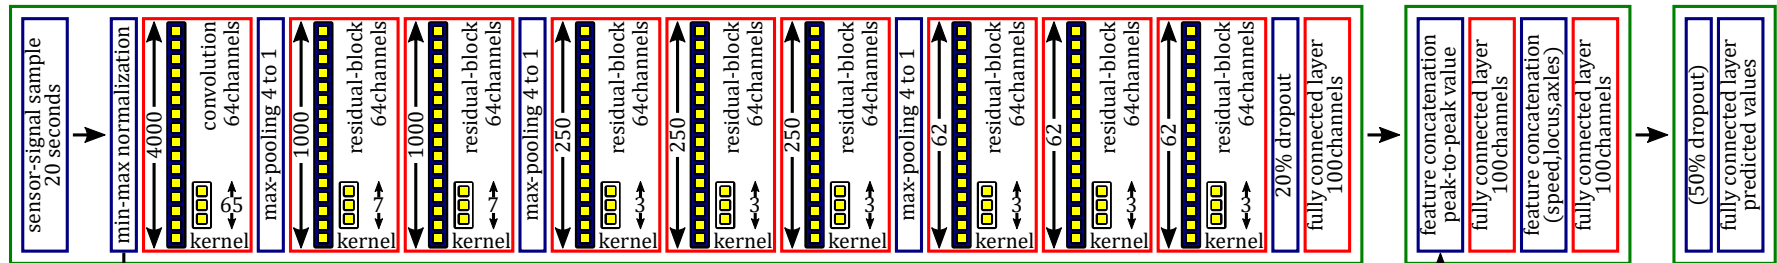 sensor-signal sample
20 seconds
min-max normalization
4000
convolution
64channels
65
kernel
max-pooling 4 to 1
1000
residual-block
64channels
7
kernel
1000
residual-block
64channels
7
kernel
max-pooling 4 to 1
250
residual-block
64channels
3
kernel
250
residual-block
64channels
3
kernel
250
residual-block
64channels
3
kernel
max-pooling 4 to 1
62
residual-block
64channels
3
kernel
62
residual-block
64channels
3
kernel
62
residual-block
64channels
3
kernel
20% dropout
fully connected layer
100channels
feature concatenation
peak-to-peak value
fully connected layer
100channels
feature concatenation
(speed,locus,axles)
fully connected layer
100channels
(50% dropout)
fully connected layer
predicted values